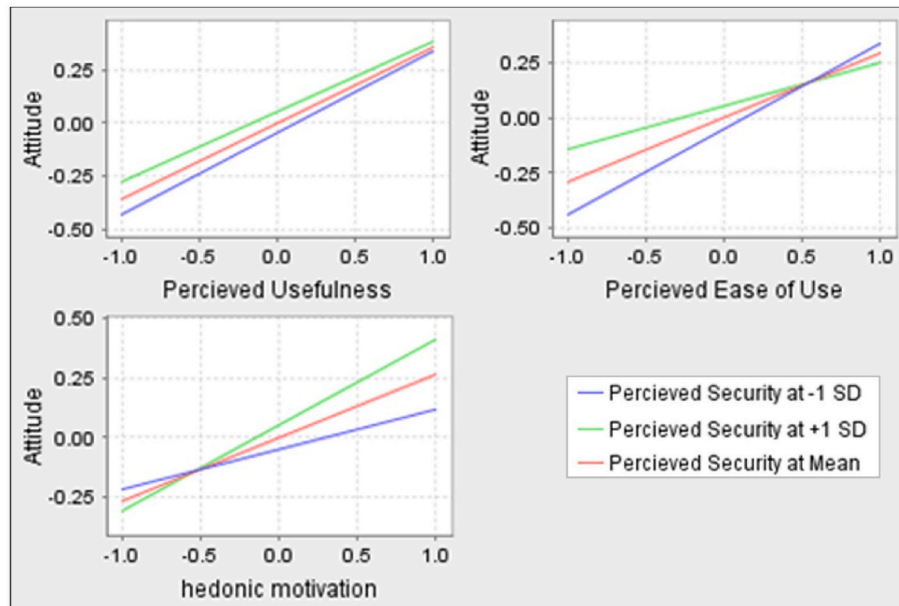 Attitude
0.25
0.00
-0.25
-0.50
-1.0 -0.5 0.0 0.5 1.0
Percieved Usefulness
Attitude
0.25
0.00
-0.25
-0.50
-1.0 -0.5 0.0 0.5 1.0
Percieved Ease of Use
Attitude
0.50
0.25
0.00
-0.25
-1.0 -0.5 0.0 0.5 1.0
hedonic motivation
Percieved Security at -1 SD
Percieved Security at +1 SD
Percieved Security at Mean